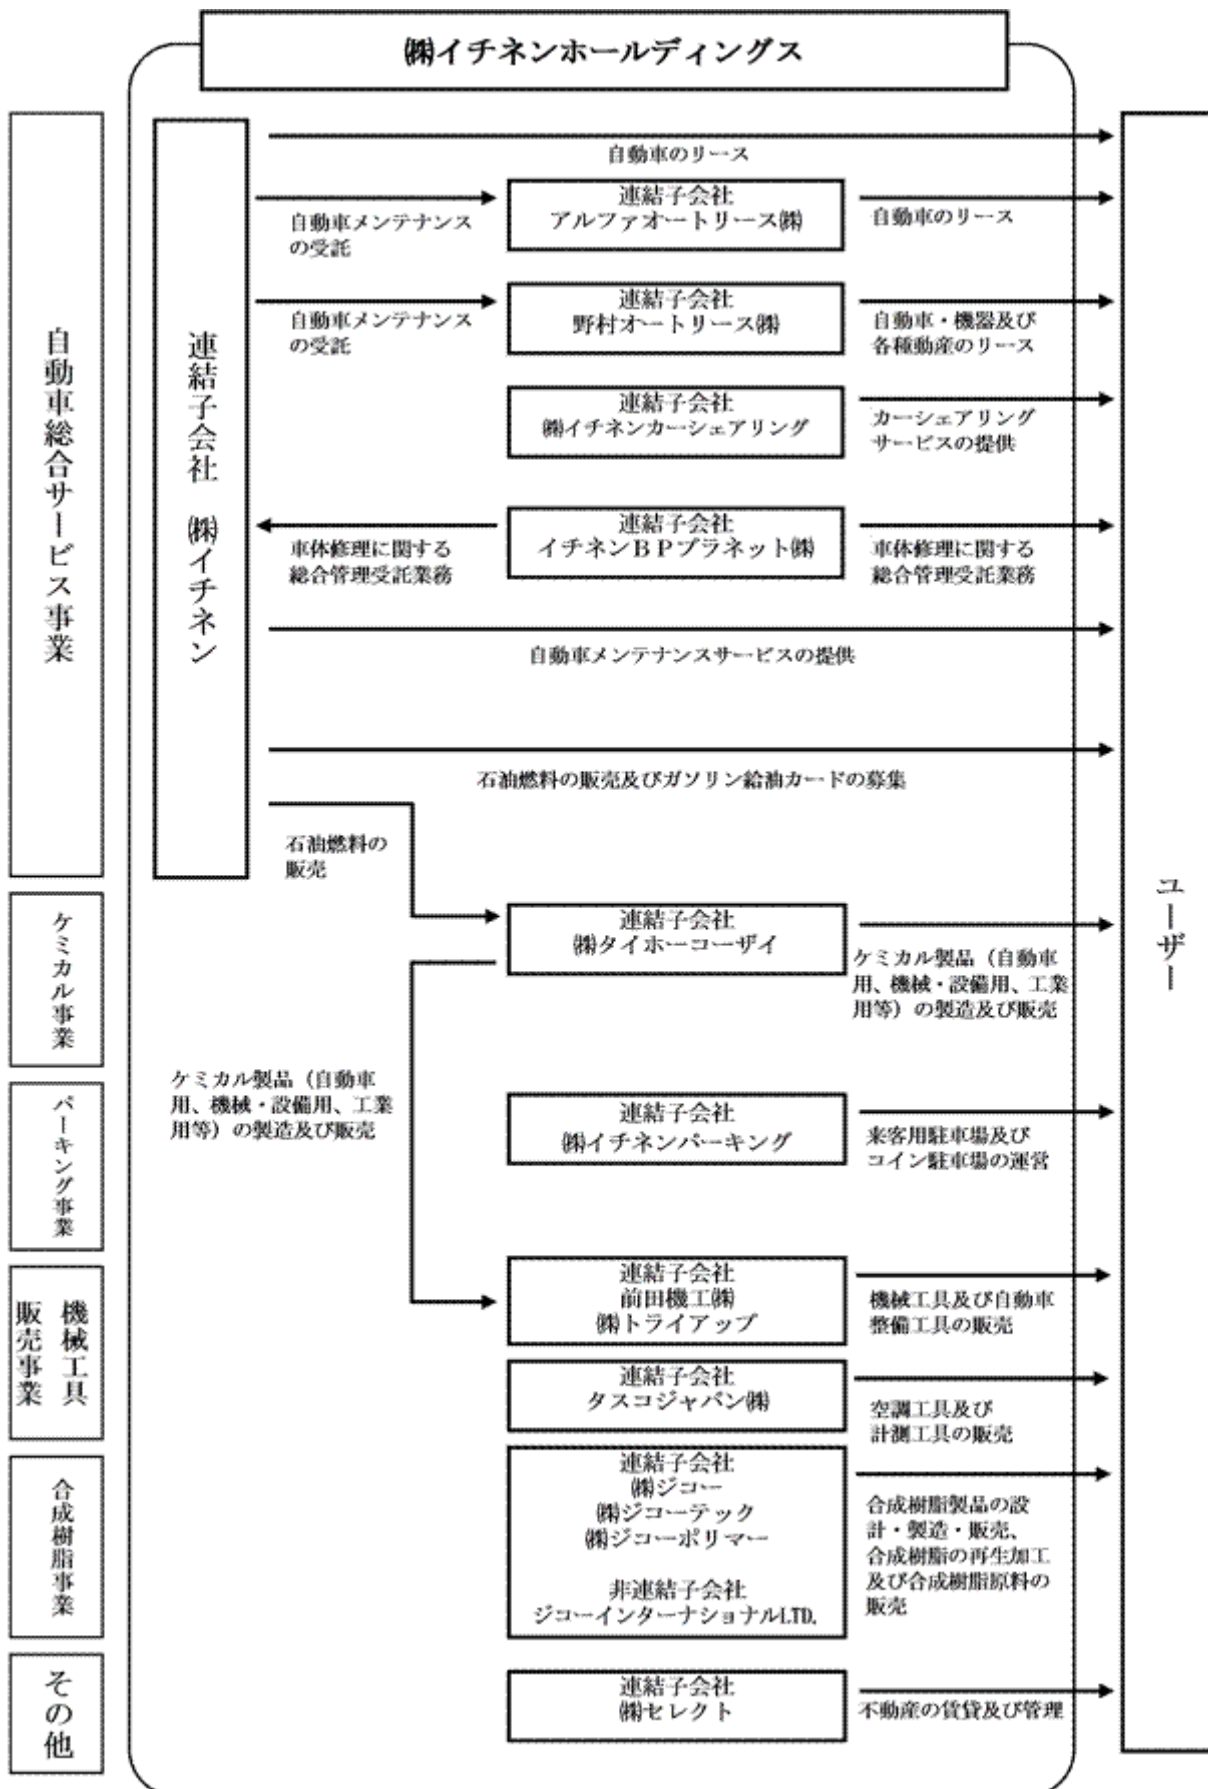 ㈱イチネンホールディングス
自動車総合サービス事業
連結子会社 ㈱イチネン
自動車のリース
自動車メンテナンス
の受託
連結子会社
アルファオートリース㈱
自動車のリース
自動車メンテナンス
の受託
連結子会社
野村オートリース㈱
自動車・機器及び
各種動産のリース
連結子会社
㈱イチネンカーシェアリング
カーシェアリング
サービスの提供
車体修理に関する
総合管理受託業務
連結子会社
イチネンＢＰプラネット㈱
車体修理に関する
総合管理受託業務
自動車メンテナンスサービスの提供
石油燃料の販売及びガソリン給油カードの募集
石油燃料の
販売
ユーザー
ケミカル事業
連結子会社
㈱タイホーコーザイ
ケミカル製品（自動車
用、機械・設備用、工業
用等）の製造及び販売
ケミカル製品（自動車
用、機械・設備用、工業
用等）の製造及び販売
パーキング事業
連結子会社
㈱イチネンパーキング
来客用駐車場及び
コイン駐車場の運営
機械工具
販売事業
連結子会社
前田機工㈱
㈱トライアップ
機械工具及び自動車
整備工具の販売
連結子会社
タスコジャパン㈱
空調工具及び
計測工具の販売
合成樹脂事業
連結子会社
㈱ジコー
㈱ジコーテック
㈱ジコーポリマー
非連結子会社
ジコーインターナショナルLTD.
合成樹脂製品の設
計・製造・販売、
合成樹脂の再生加工
及び合成樹脂原料の
販売
その他
連結子会社
㈱セレクト
不動産の賃貸及び管理